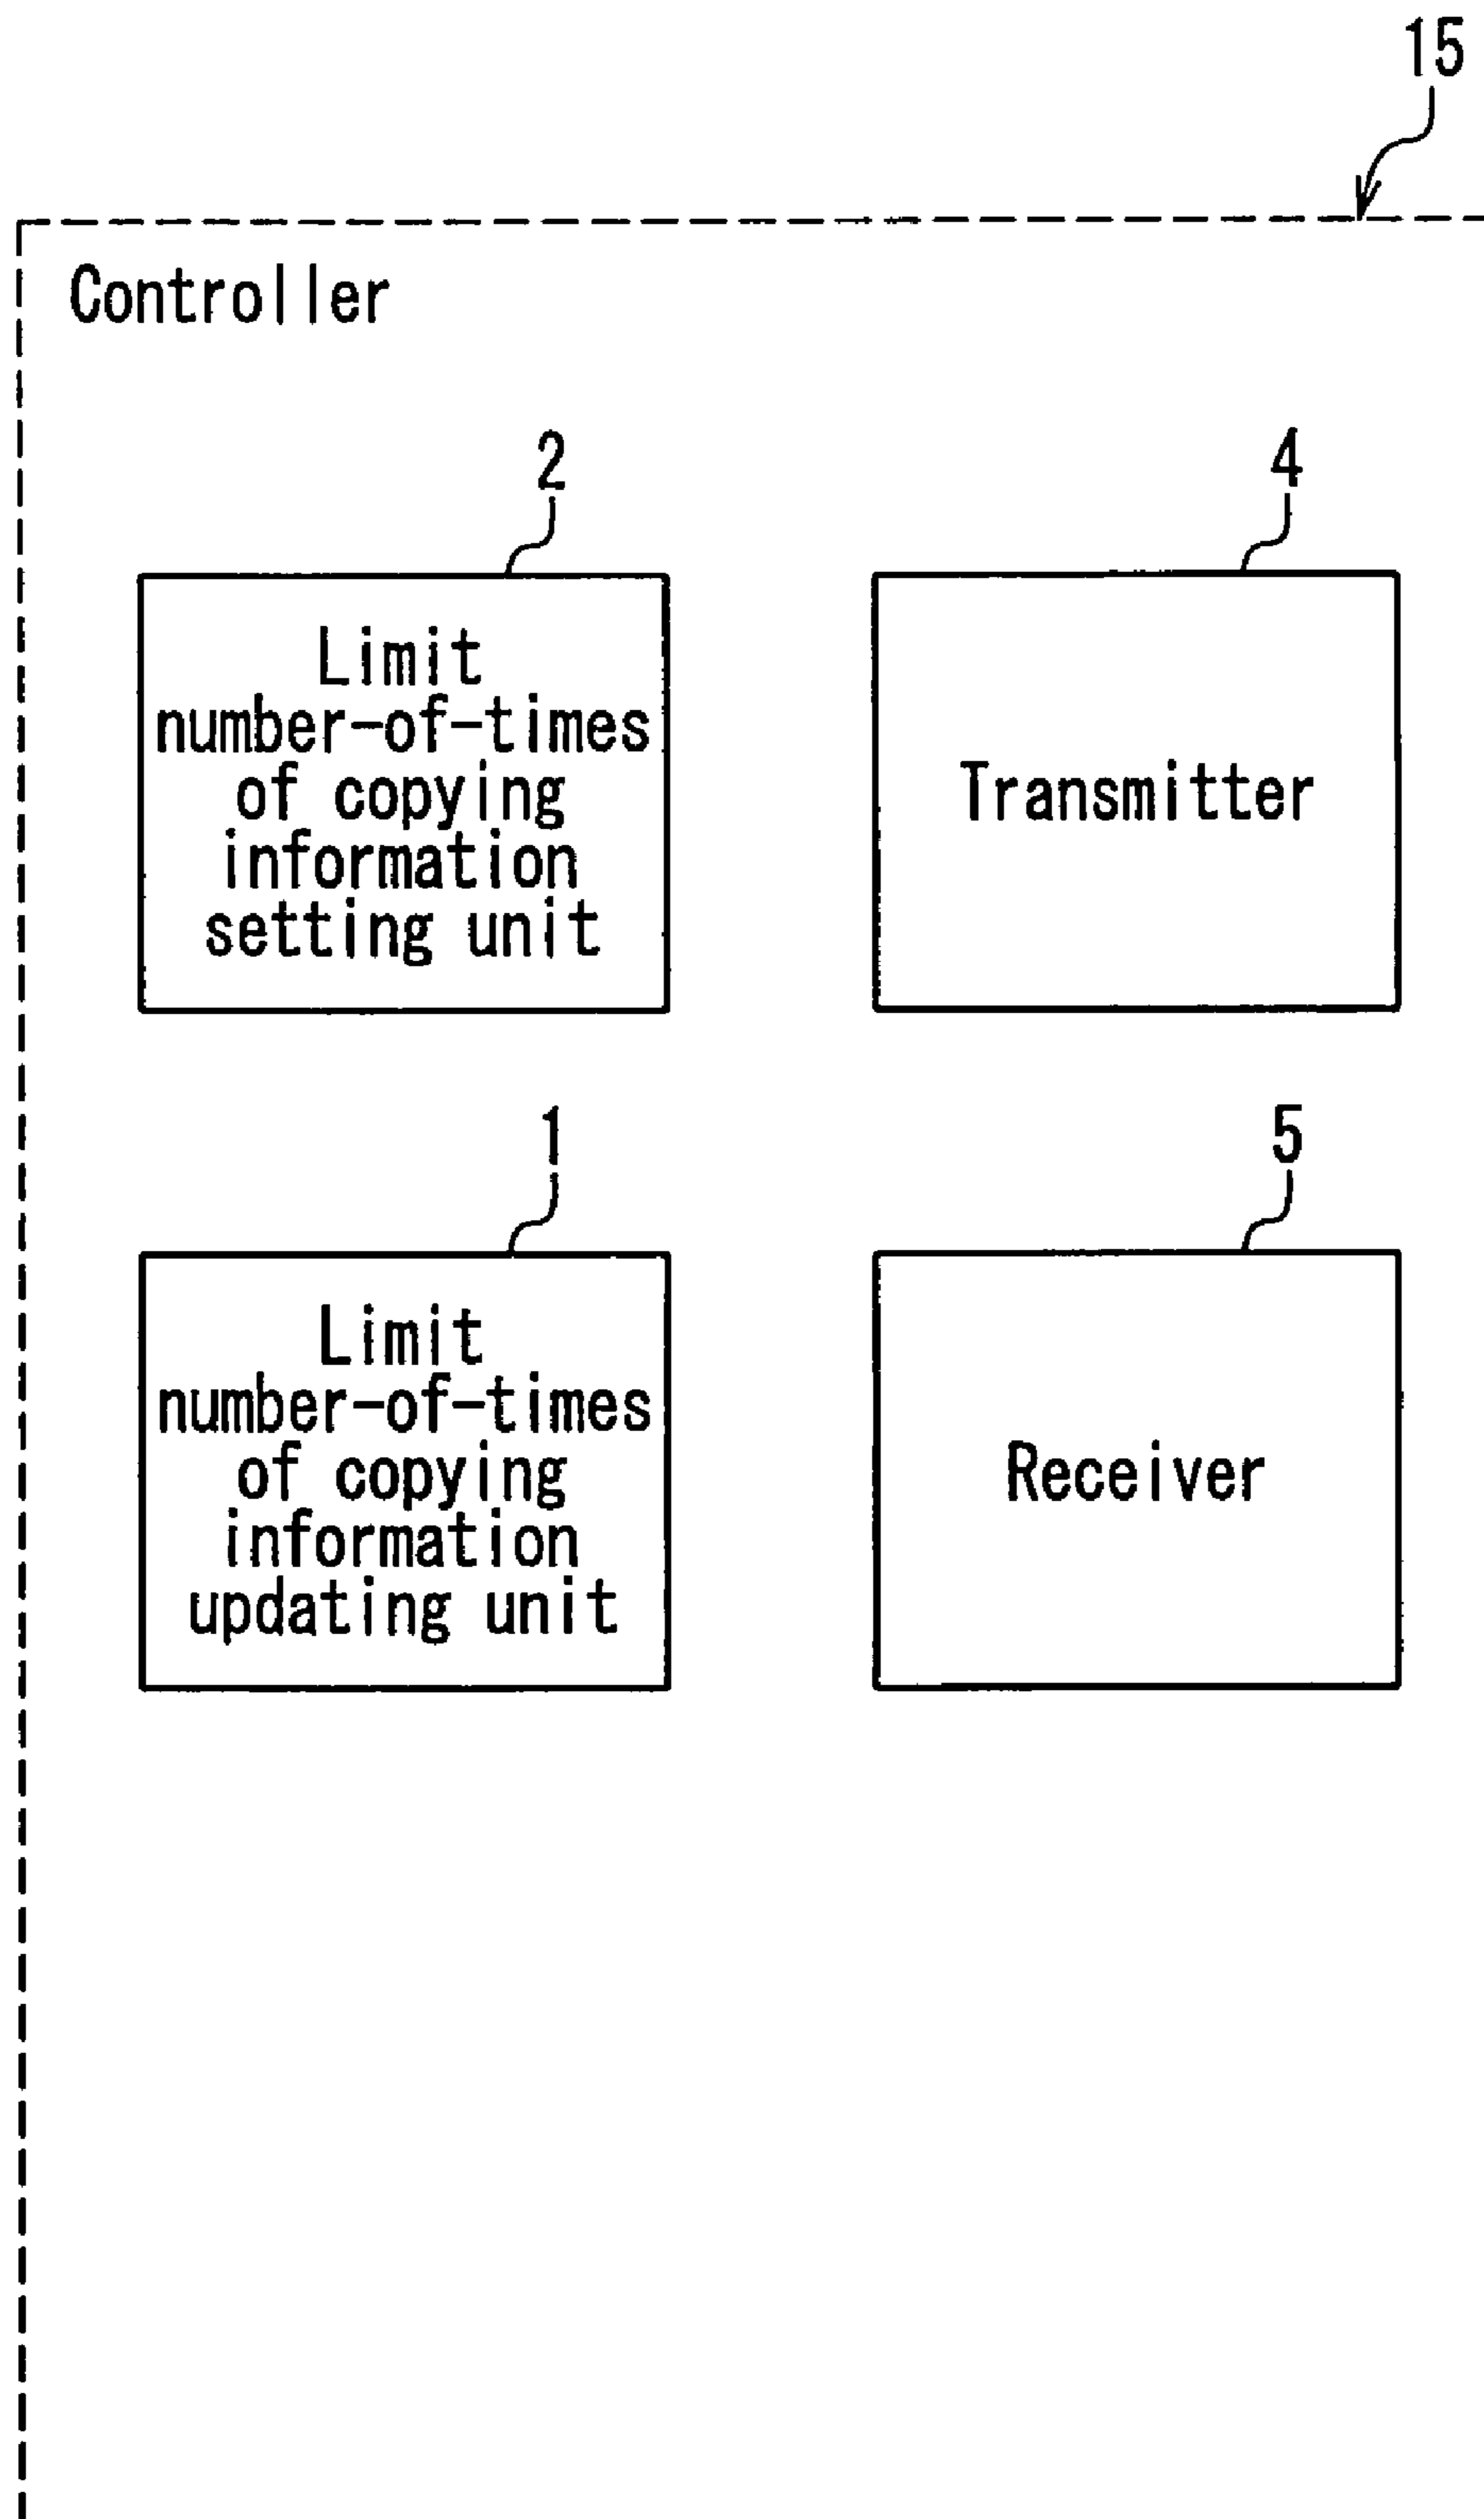 15
Controller
2
Limit
number-of-times
of copying
information
setting unit
4
Transmitter
1
Limit
number-of-times
of copying
information
updating unit
5
Receiver